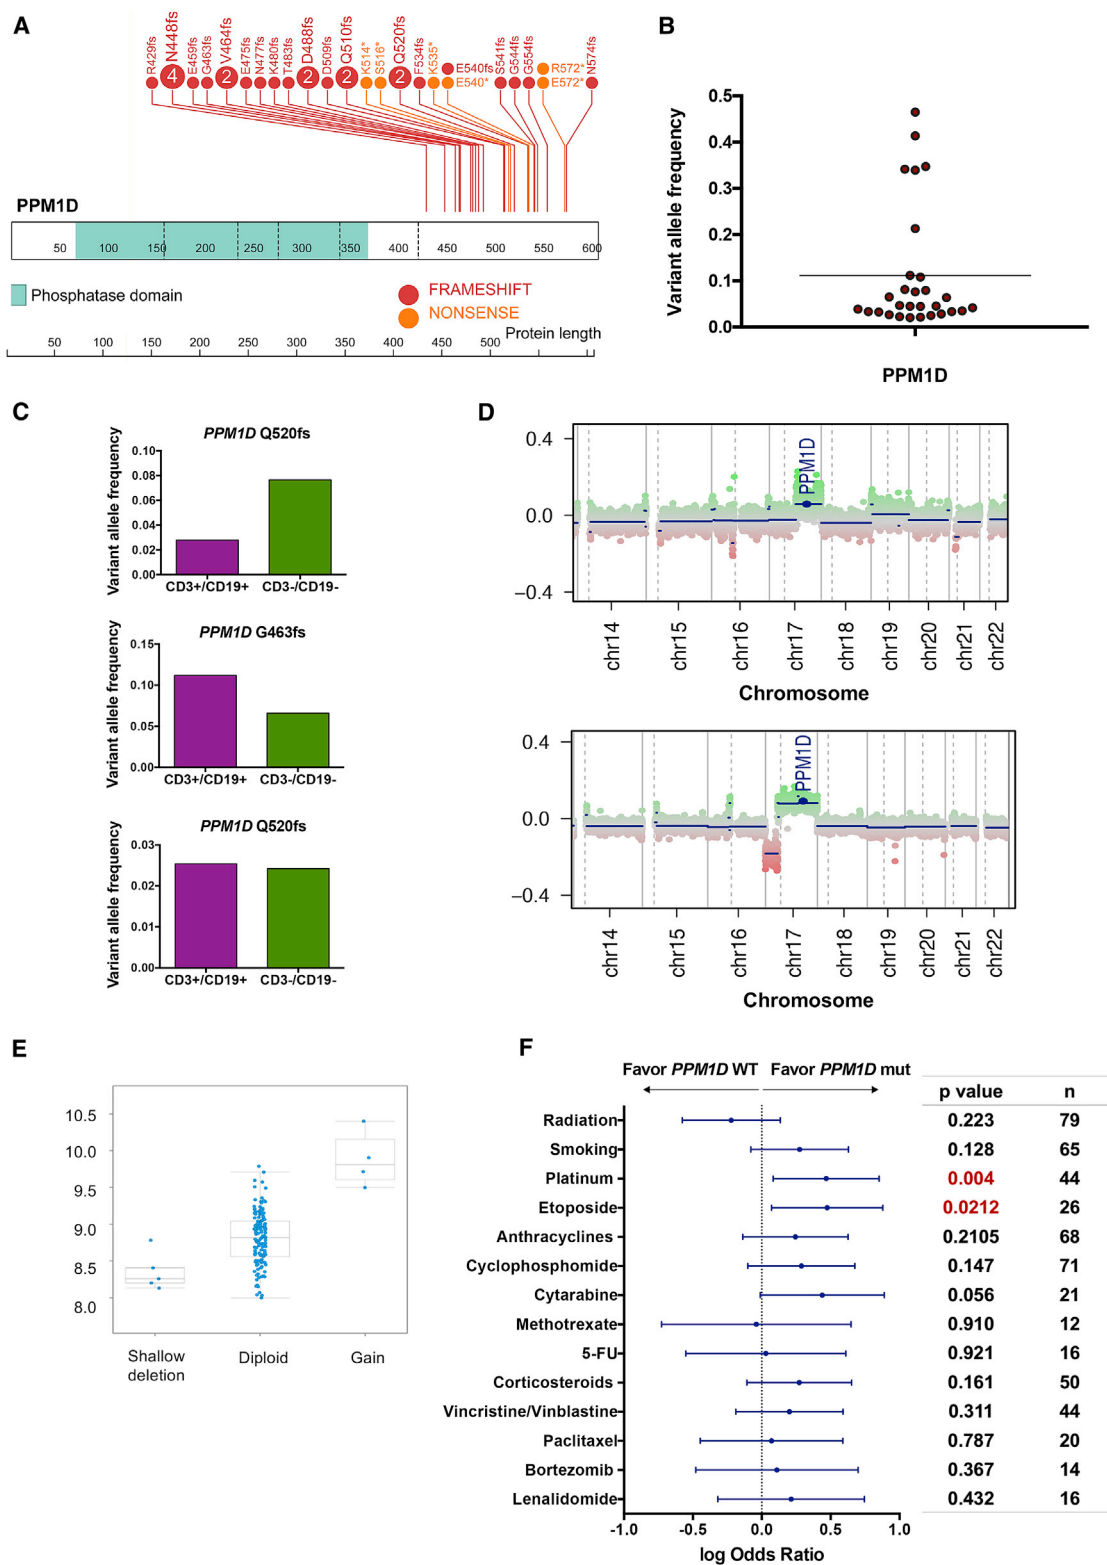 A
R429fs
4
N448fs
E459fs
G463fs
2
V464fs
E475fs
N477fs
K480fs
T483fs
2
D488fs
D509fs
2
Q510fs
K514*
S516*
2
Q520fs
F534fs
K535*
E540fs
E540*
S541fs
G544fs
G554fs
R572*
E572*
N574fs
PPM1D
50 100 150 200 250 300 350 400 450 500 550 600
Phosphatase domain
FRAMESHIFT
NONSENSE
Protein length
50 100 150 200 250 300 350 400 450 500
B
Variant allele frequency
0.5
0.4
0.3
0.2
0.1
0.0
PPM1D
C
PPM1D Q520fs
Variant allele frequency
0.10
0.08
0.06
0.04
0.02
0.00
CD3+/CD19+ CD3-/CD19-
PPM1D G463fs
Variant allele frequency
0.15
0.10
0.05
0.00
CD3+/CD19+ CD3-/CD19-
PPM1D Q520fs
Variant allele frequency
0.03
0.02
0.01
0.00
CD3+/CD19+ CD3-/CD19-
D
0.4
0.0
−0.4
PPM1D
chr14 chr15 chr16 chr17 chr18 chr19 chr20 chr21 chr22
Chromosome
0.4
0.0
−0.4
PPM1D
chr14 chr15 chr16 chr17 chr18 chr19 chr20 chr21 chr22
Chromosome
E
10.5
10.0
9.5
9.0
8.5
8.0
Shallow
deletion
Diploid
Gain
F
Favor PPM1D WT Favor PPM1D mut
p value n
Radiation 0.223 79
Smoking 0.128 65
Platinum 0.004 44
Etoposide 0.0212 26
Anthracyclines 0.2105 68
Cyclophosphomide 0.147 71
Cytarabine 0.056 21
Methotrexate 0.910 12
5-FU 0.921 16
Corticosteroids 0.161 50
Vincristine/Vinblastine 0.311 44
Paclitaxel 0.787 20
Bortezomib 0.367 14
Lenalidomide 0.432 16
-1.0 -0.5 0.0 0.5 1.0
log Odds Ratio